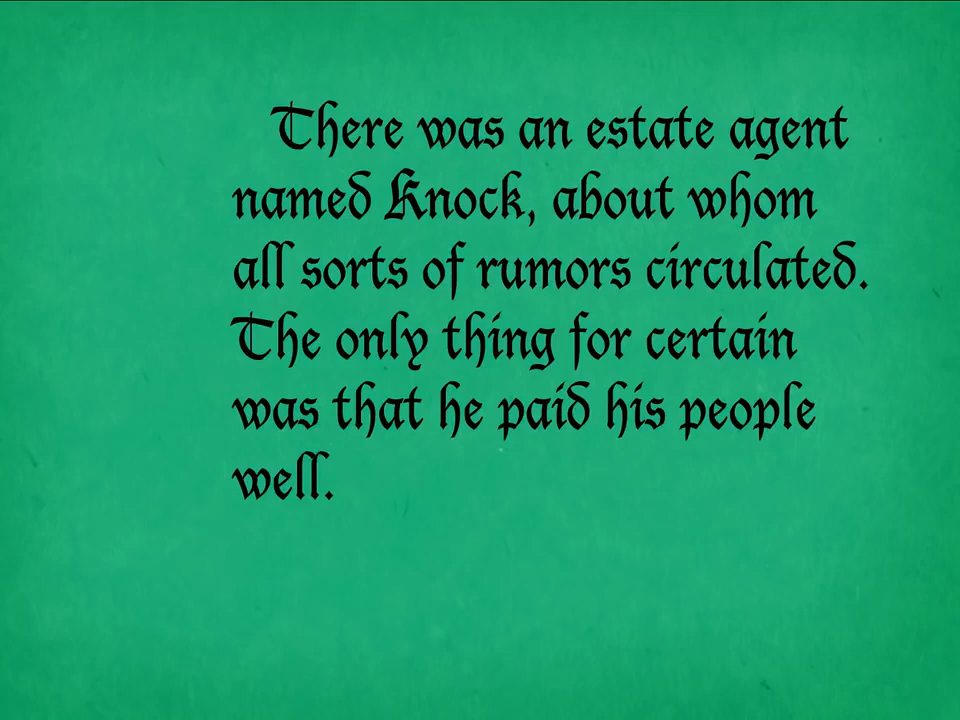 There was an estate agent
named Knock, about whom
all sorts of rumors circulated.
The only thing for certain
was that he paid his people
well.